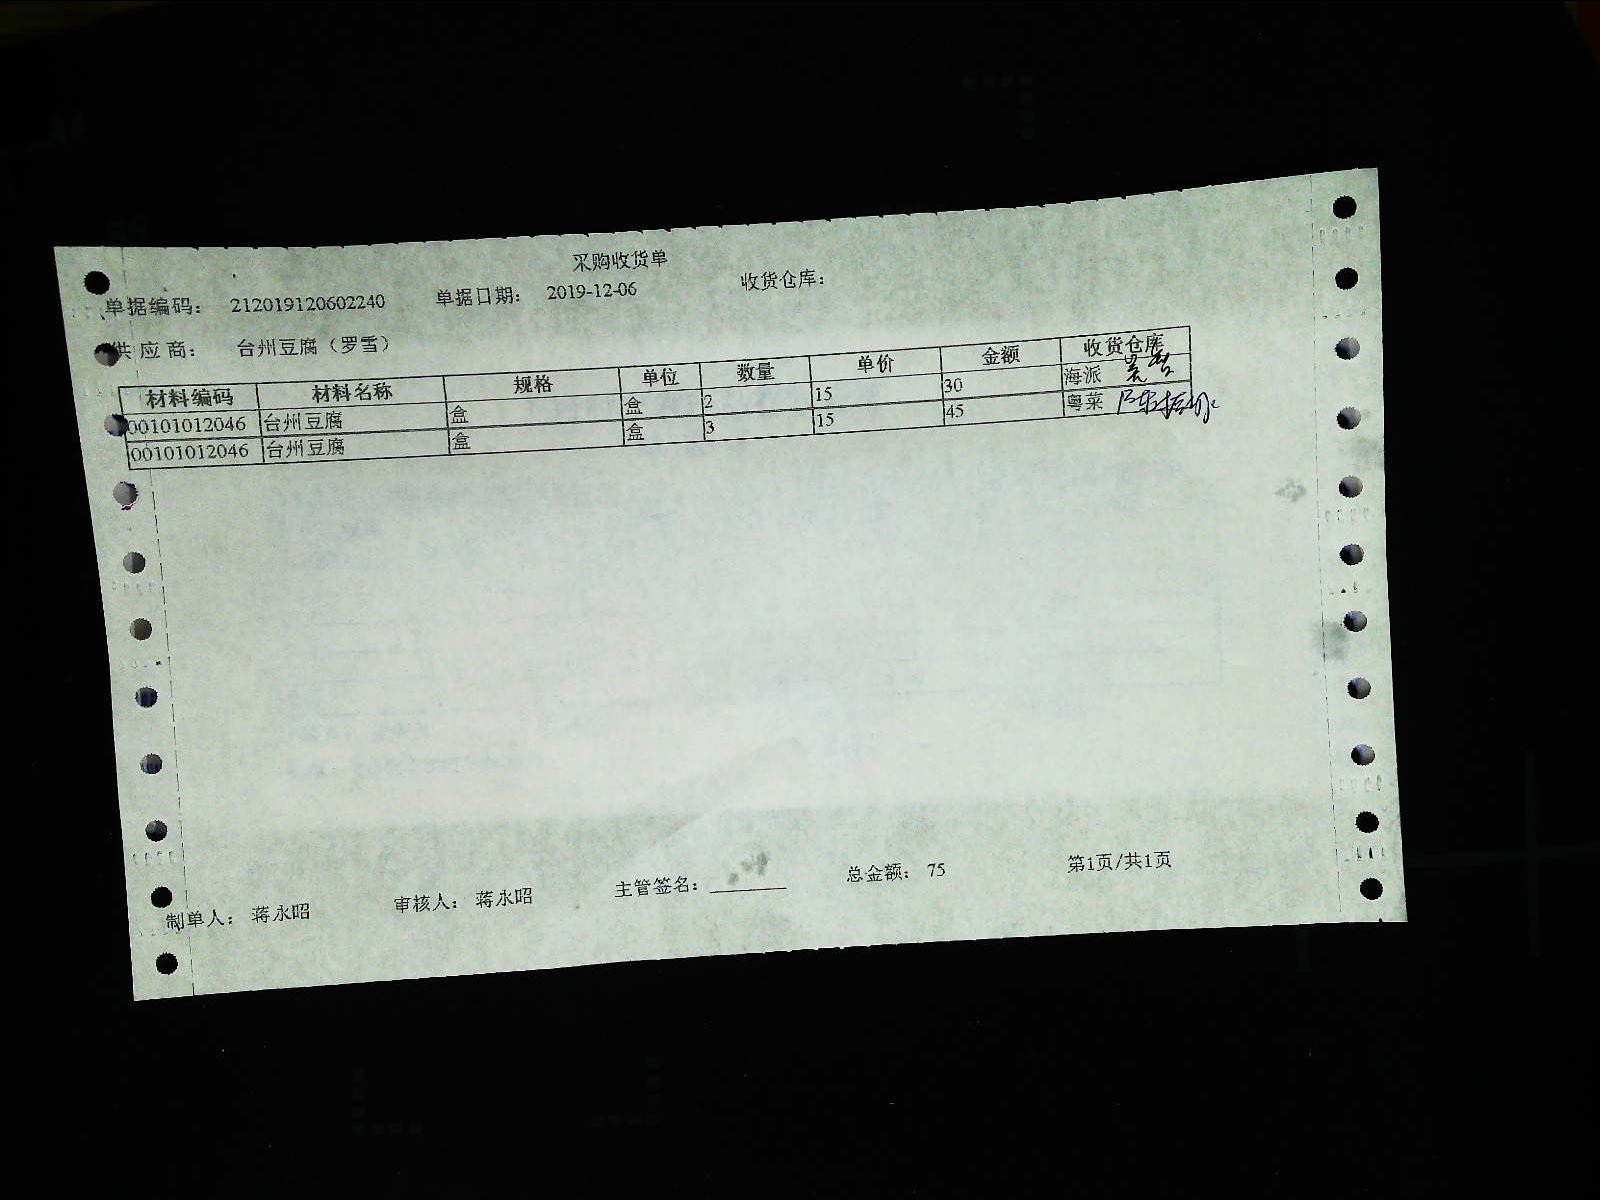 采购收货单
单据编码： 212019120602240 单据日期： 2019-12-06 收货仓库：
供应商： 台州豆腐（罗雪）
材料编码 材料名称 规格 单位 数量 单价 金额 收货仓库
00101012046 台州豆腐 盒 盒 2 15 30 海派
00101012046 台州豆腐 盒 盒 3 15 45 粤菜
制单人： 蒋永昭 审核人： 蒋永昭 主管签名： 总金额： 75 第1页/共1页